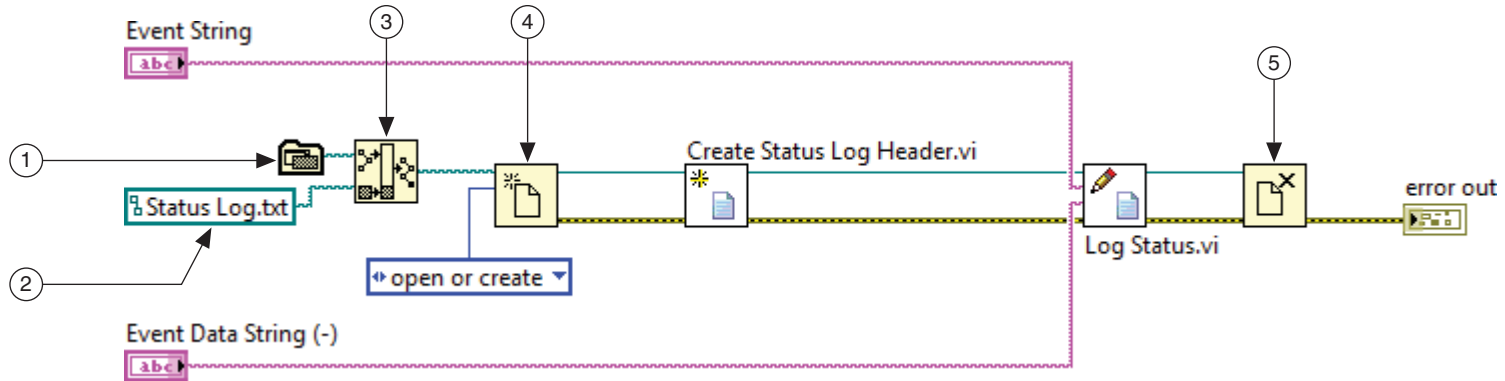 3
4
Event String
abc
5
1
Create Status Log Header.vi
Status Log.txt
error out
Log Status.vi
2
open or create
Event Data String (-)
abc